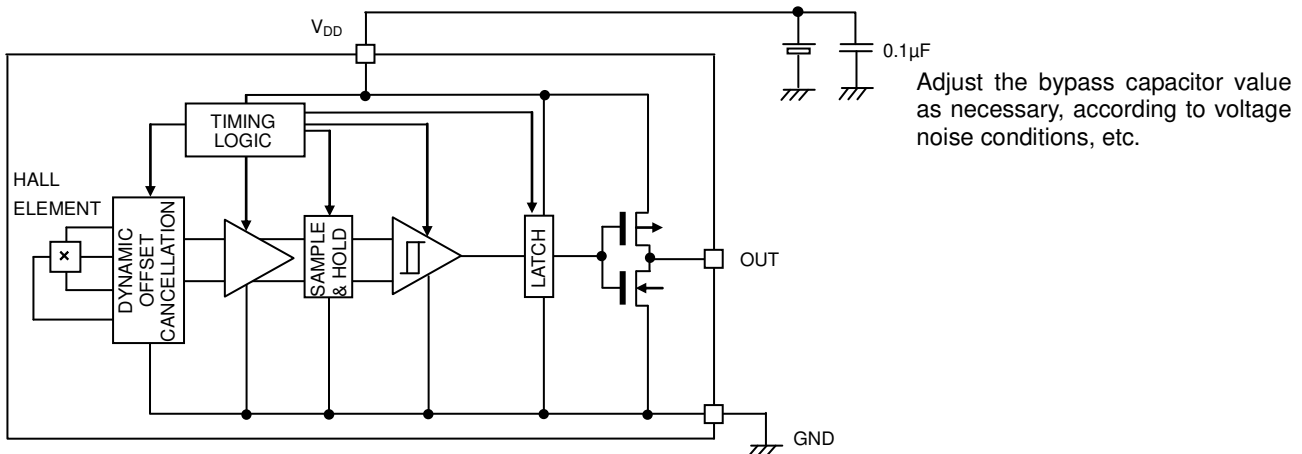 V_DD
0.1µF
Adjust the bypass capacitor value
as necessary, according to voltage
noise conditions, etc.
TIMING
LOGIC
HALL
ELEMENT
DYNAMIC
OFFSET
CANCELLATION
×
SAMPLE
& HOLD
LATCH
OUT
GND